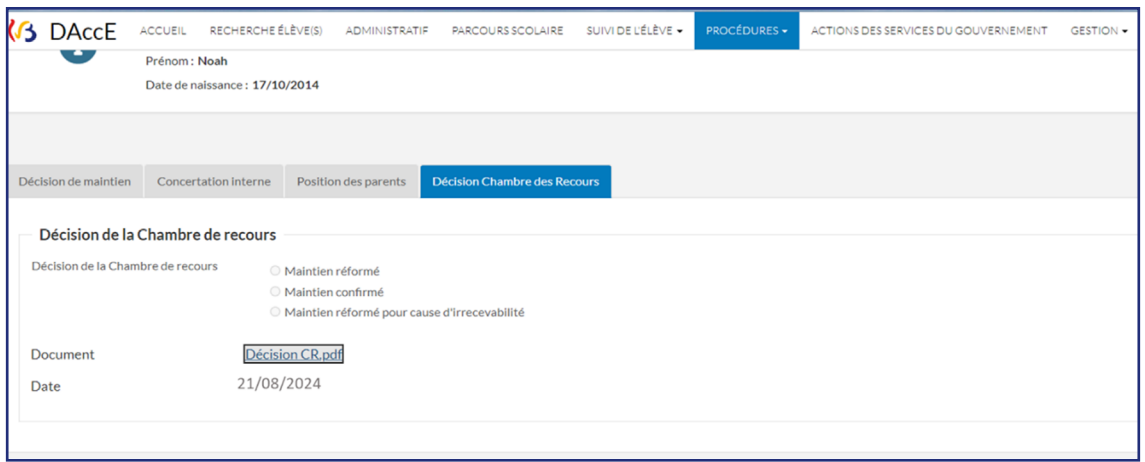 DAccE ACCUEIL RECHERCHE ÉLÈVE(S) ADMINISTRATIF PARCOURS SCOLAIRE SUIVI DE L'ÉLÈVE PROCÉDURES ACTIONS DES SERVICES DU GOUVERNEMENT GESTION
Prénom : Noah
Date de naissance : 17/10/2014
Décision de maintien Concertation interne Position des parents Décision Chambre des Recours
Décision de la Chambre de recours
Décision de la Chambre de recours Maintien réformé
Maintien confirmé
Maintien réformé pour cause d'irrecevabilité
Document Décision CR.pdf
Date 21/08/2024